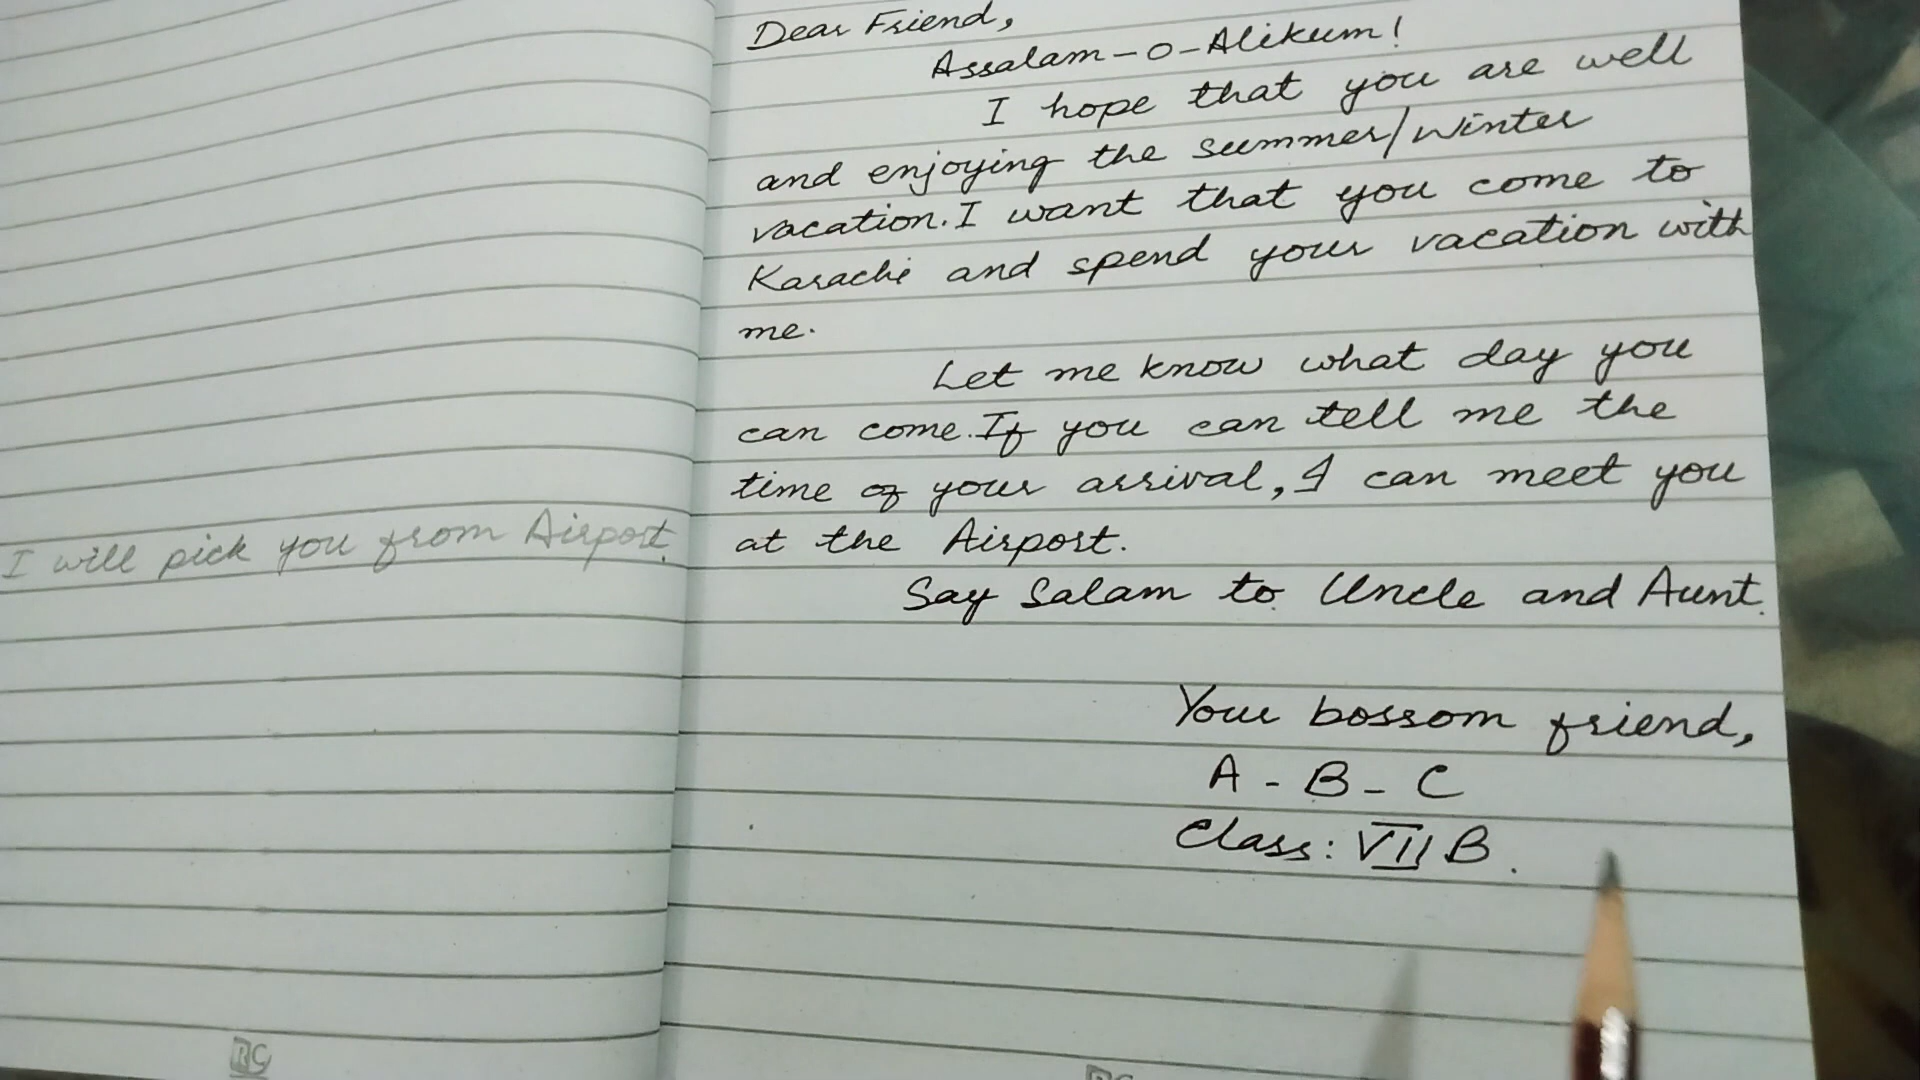 Dear Friend,
Assalam-o-Alikum!
I hope that you are well
and enjoying the summer/Winter
vacation. I want that you come to
Karachi and spend your vacation with
me.
Let me know what day you
can come. If you can tell me the
time of your arrival, I can meet you
at the Airport.
Say Salam to Uncle and Aunt.
Your bossom friend,
A - B - C
Class: VII B.
I will pick you from Airport.
RC